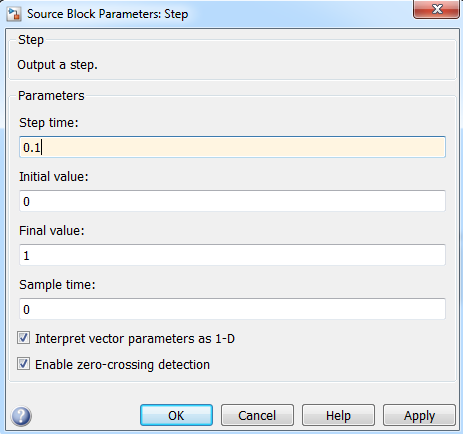 Source Block Parameters: Step
Step
Output a step.
Parameters
Step time:
0.1
Initial value:
0
Final value:
1
Sample time:
0
Interpret vector parameters as 1-D
Enable zero-crossing detection
?
OK Cancel Help Apply